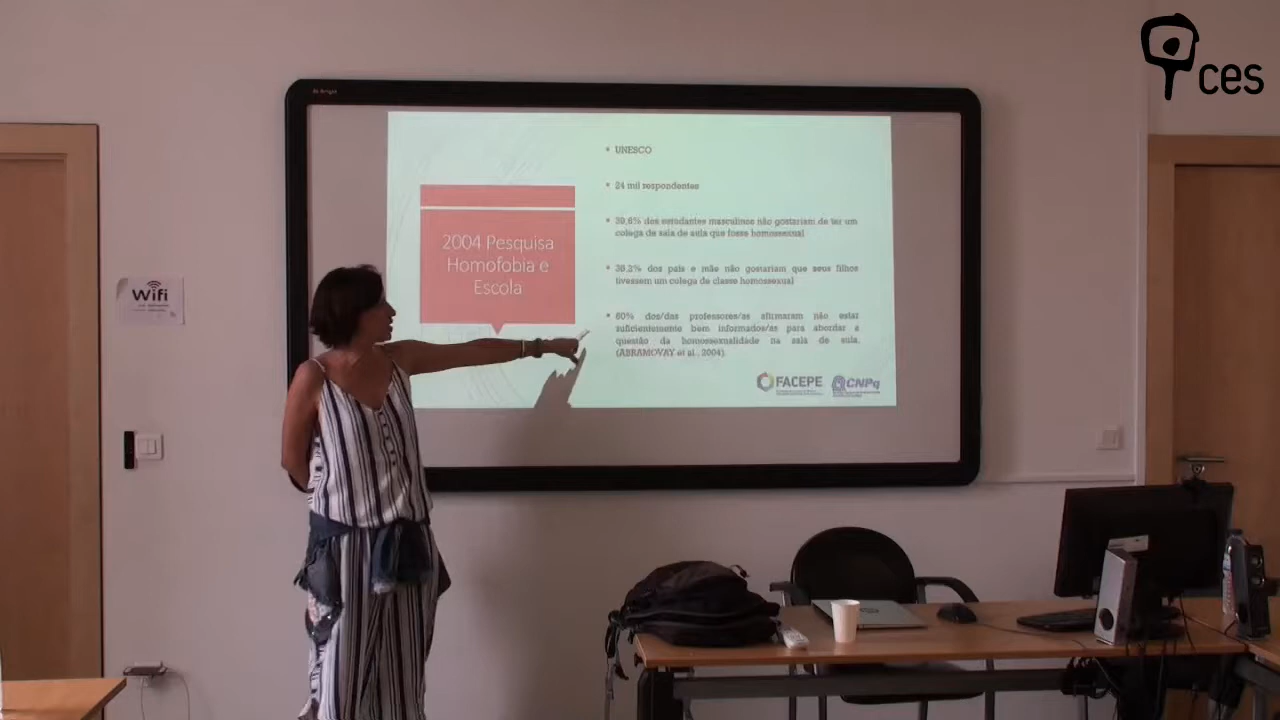 ces
UNESCO
24 mil respondentes
39,6% dos estudantes masculinos não gostariam de ter um
colega de sala de aula que fosse homossexual
2004 Pesquisa
Homofobia e
Escola
38,2% dos pais e mãe não gostariam que seus filhos
tivessem um colega de classe homossexual
60% dos/das professores/as afirmaram não estar
suficientemente bem informados/as para abordar a
questão da homossexualidade na sala de aula.
(ABRAMOVAY et al., 2004).
FACEPE
CNPq
Wifi